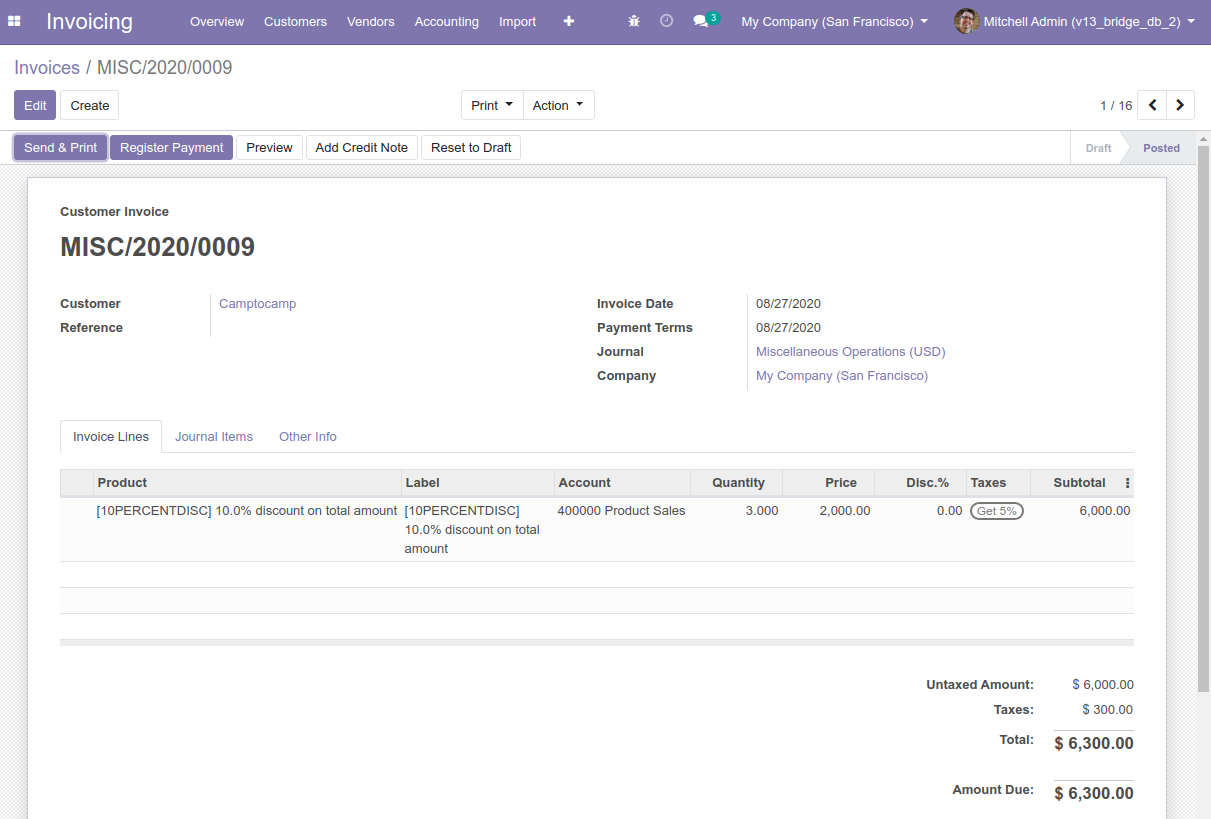 Invoicing Overview Customers Vendors Accounting Import 3 My Company (San Francisco) Mitchell Admin (v13_bridge_db_2)
Invoices / MISC/2020/0009
Edit Create Print Action 1 / 16
Send & Print Register Payment Preview Add Credit Note Reset to Draft Draft Posted
Customer Invoice
MISC/2020/0009
Customer Camptocamp Invoice Date 08/27/2020
Reference Payment Terms 08/27/2020
Journal Miscellaneous Operations (USD)
Company My Company (San Francisco)
Invoice Lines Journal Items Other Info
Product Label Account Quantity Price Disc.% Taxes Subtotal
[10PERCENTDISC] 10.0% discount on total amount [10PERCENTDISC] 400000 Product Sales 3.000 2,000.00 0.00 Get 5% 6,000.00
10.0% discount on total
amount
Untaxed Amount: $ 6,000.00
Taxes: $ 300.00
Total: $ 6,300.00
Amount Due: $ 6,300.00